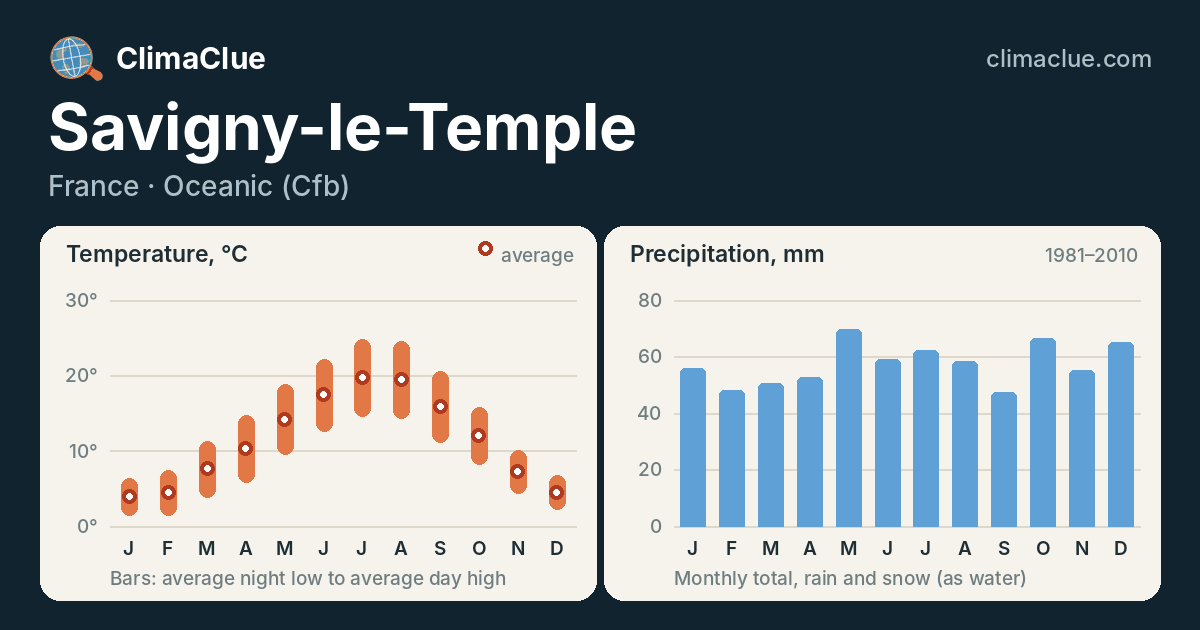 ClimaClue
climaclue.com
Savigny-le-Temple
France · Oceanic (Cfb)
Temperature, °C
average
30°
20°
10°
0°
J F M A M J J A S O N D
Bars: average night low to average day high
Precipitation, mm
1981–2010
80
60
40
20
0
J F M A M J J A S O N D
Monthly total, rain and snow (as water)